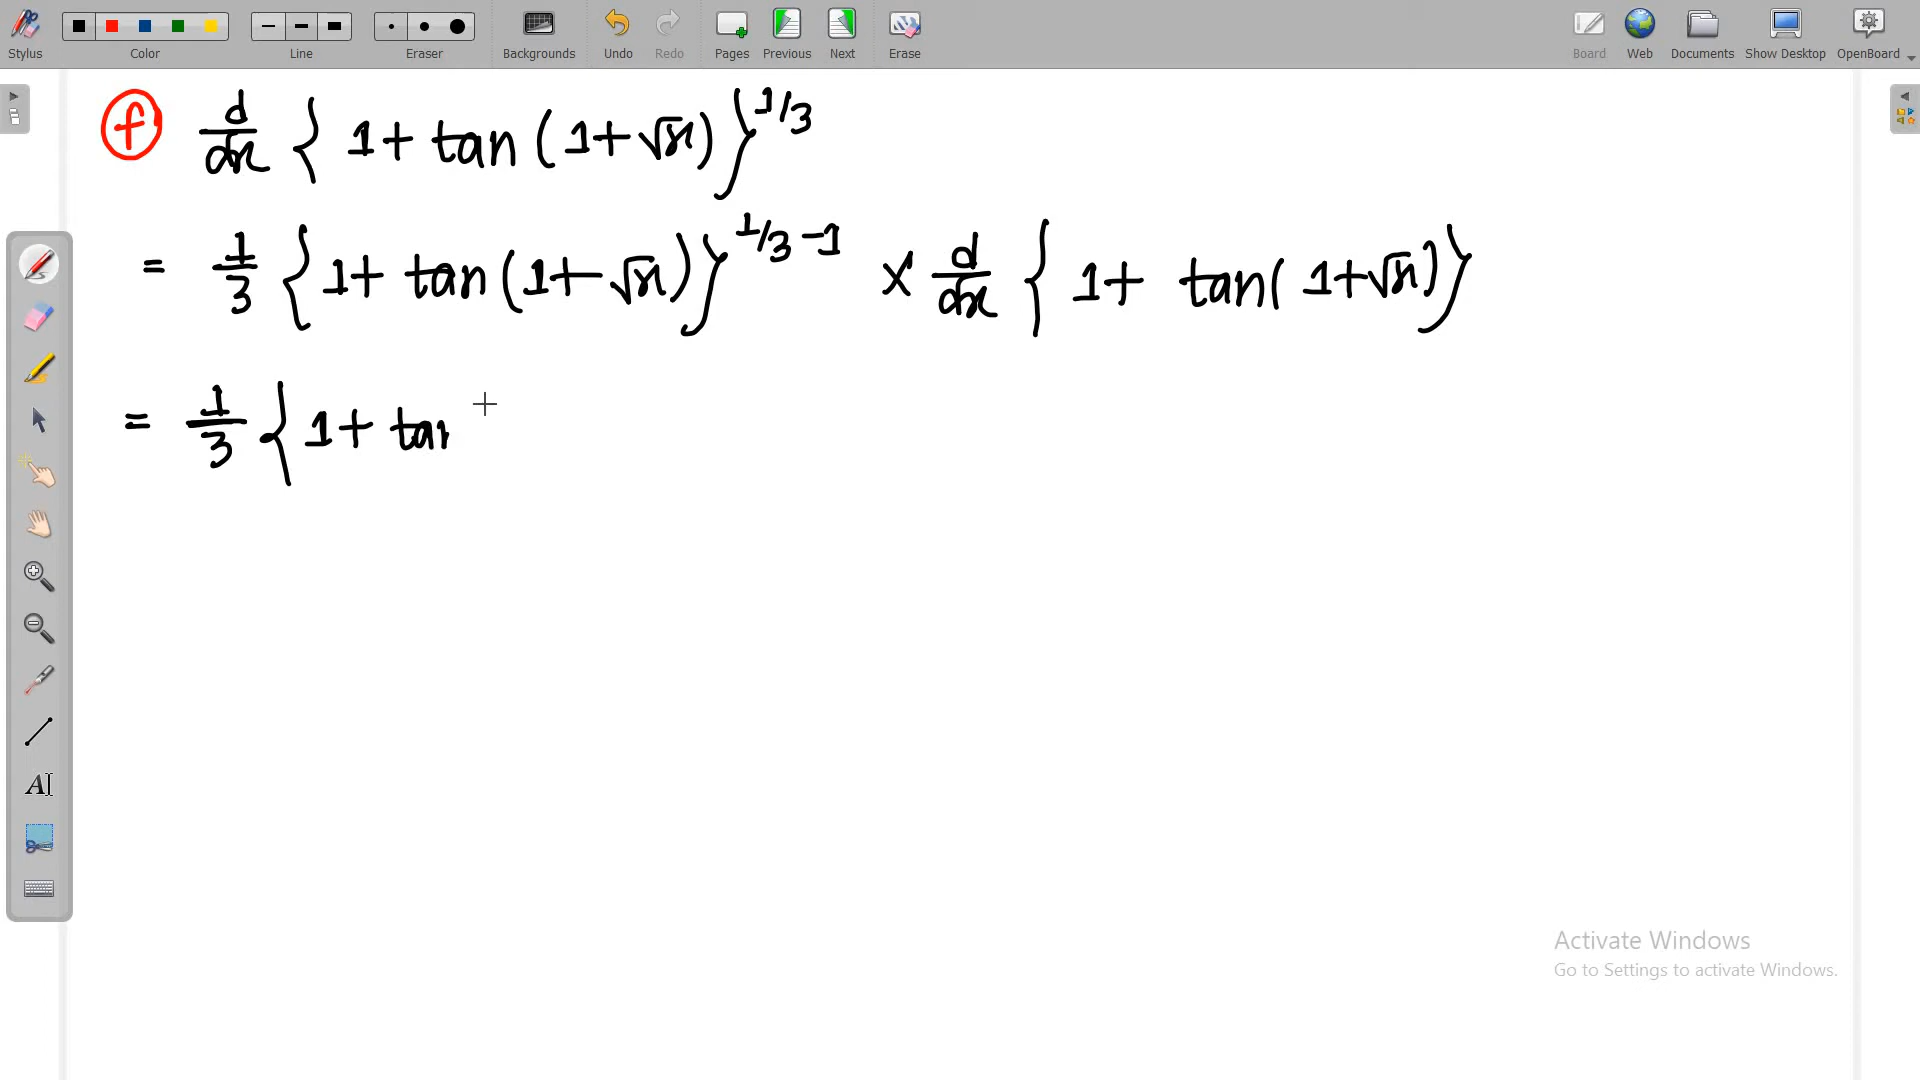 Stylus Color Line Eraser Backgrounds Undo Redo Pages Previous Next Erase Board Web Documents Show Desktop OpenBoard
f d/dx { 1 + tan (1+√x) }^1/3
= 1/3 { 1 + tan (1+√x) }^1/3 -1 × d/dx { 1 + tan( 1+√x) }
= 1/3 { 1 + tan
Activate Windows
Go to Settings to activate Windows.